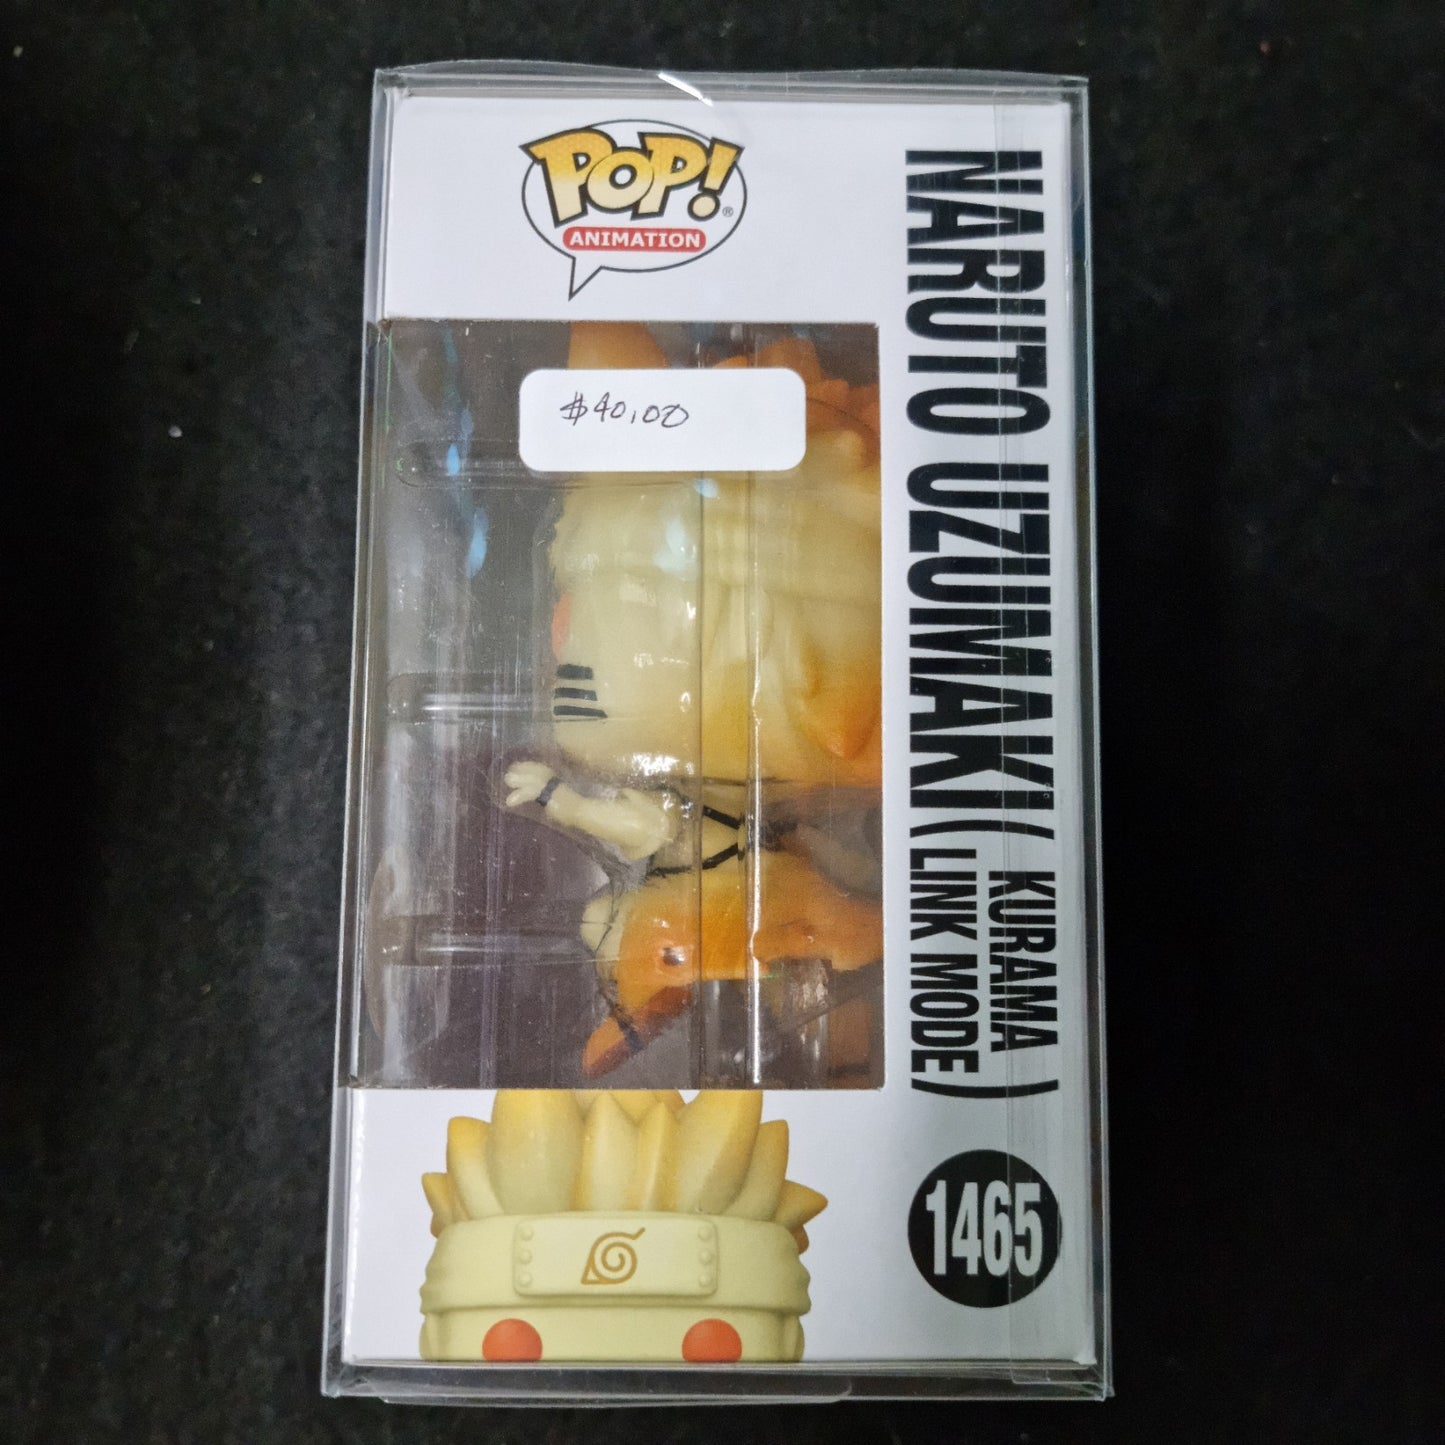 POP!®
ANIMATION
$40.00
NARUTO UZUMAKI (KURAMA
LINK MODE)
1465